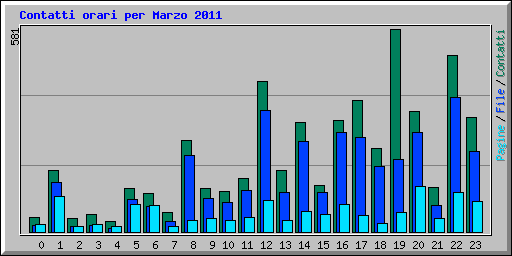 Contatti orari per Marzo 2011
581
Pagine / File / Contatti
0 1 2 3 4 5 6 7 8 9 10 11 12 13 14 15 16 17 18 19 20 21 22 23